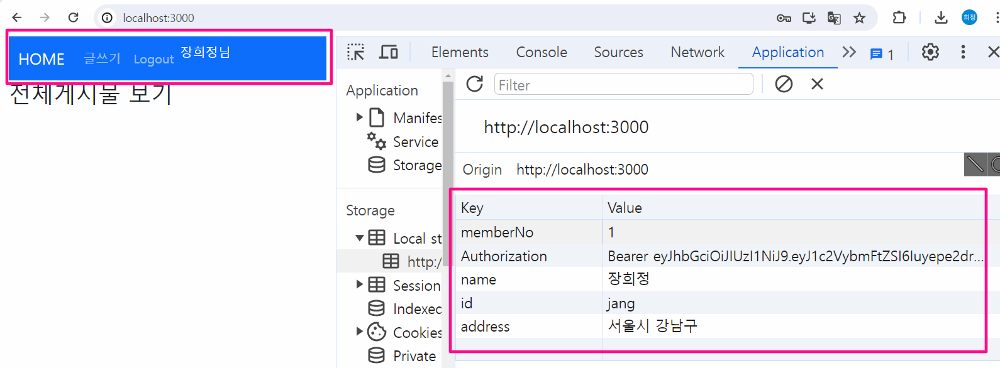 localhost:3000
희정
HOME 글쓰기 Logout 장희정님
전체게시물 보기
Elements Console Sources Network Application 1
Filter
Application
Manifes
Service
Storage
Storage
Local st
http:/
Session
Indexed
Cookies
Private
http://localhost:3000
Origin http://localhost:3000
Key Value
memberNo 1
Authorization Bearer eyJhbGciOiJIUzI1NiJ9.eyJ1c2VybmFtZSI6Iuyepe2dr...
name 장희정
id jang
address 서울시 강남구